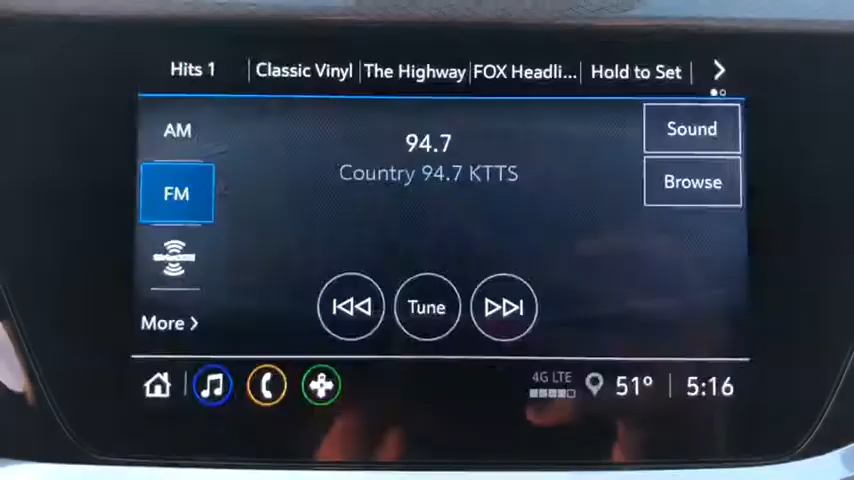 Hits 1 Classic Vinyl The Highway FOX Headli... Hold to Set
AM
94.7
Sound
Country 94.7 KTTS
FM
Browse
SiriusXM
Tune
More
4G LTE
51° 5:16